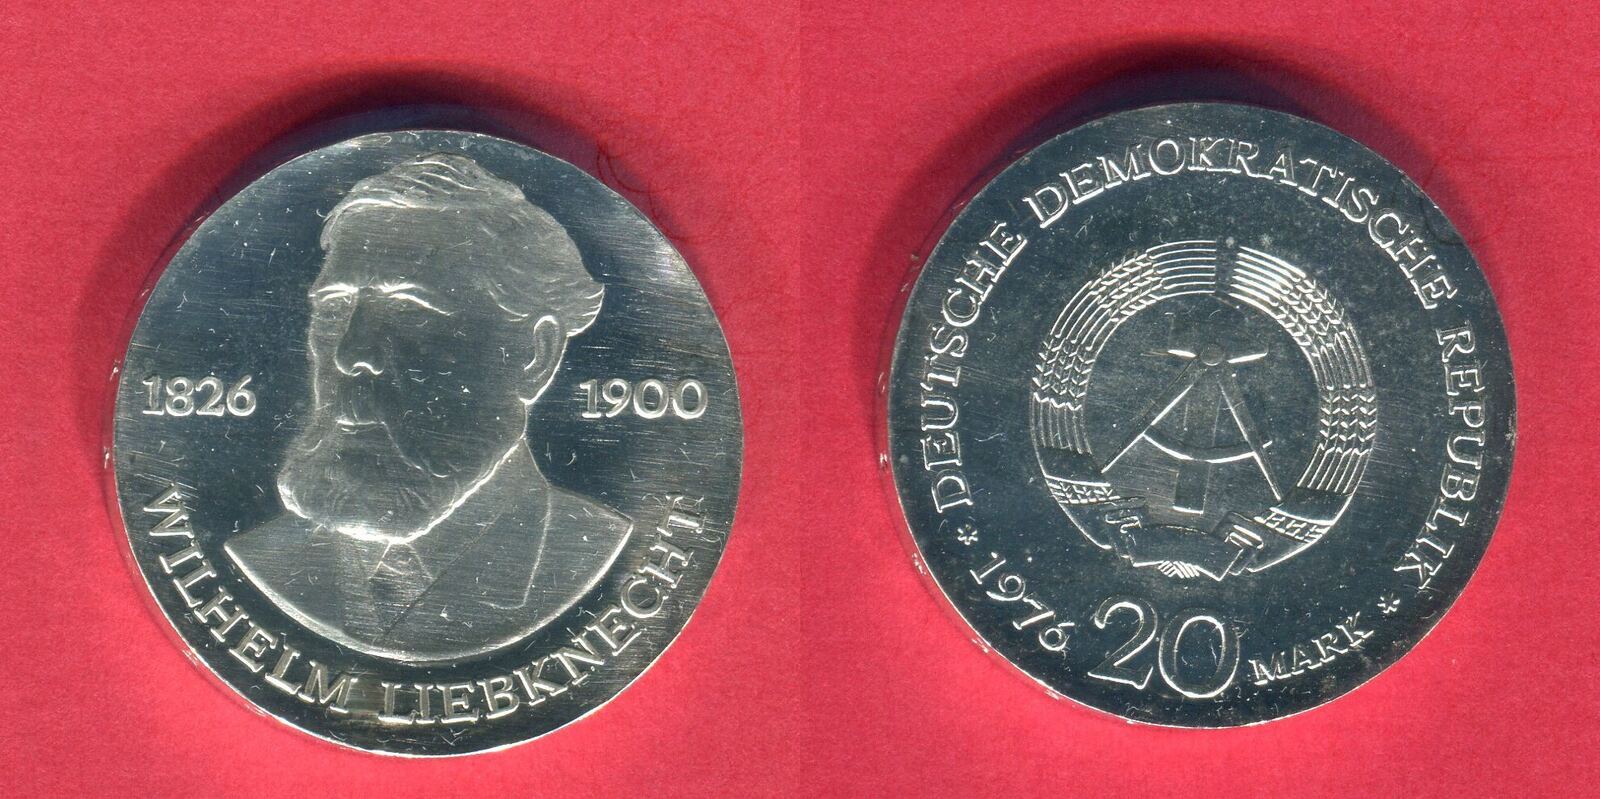 1826 1900
WILHELM LIEBKNECHT
DEUTSCHE DEMOKRATISCHE REPUBLIK
* 1976 20 MARK *